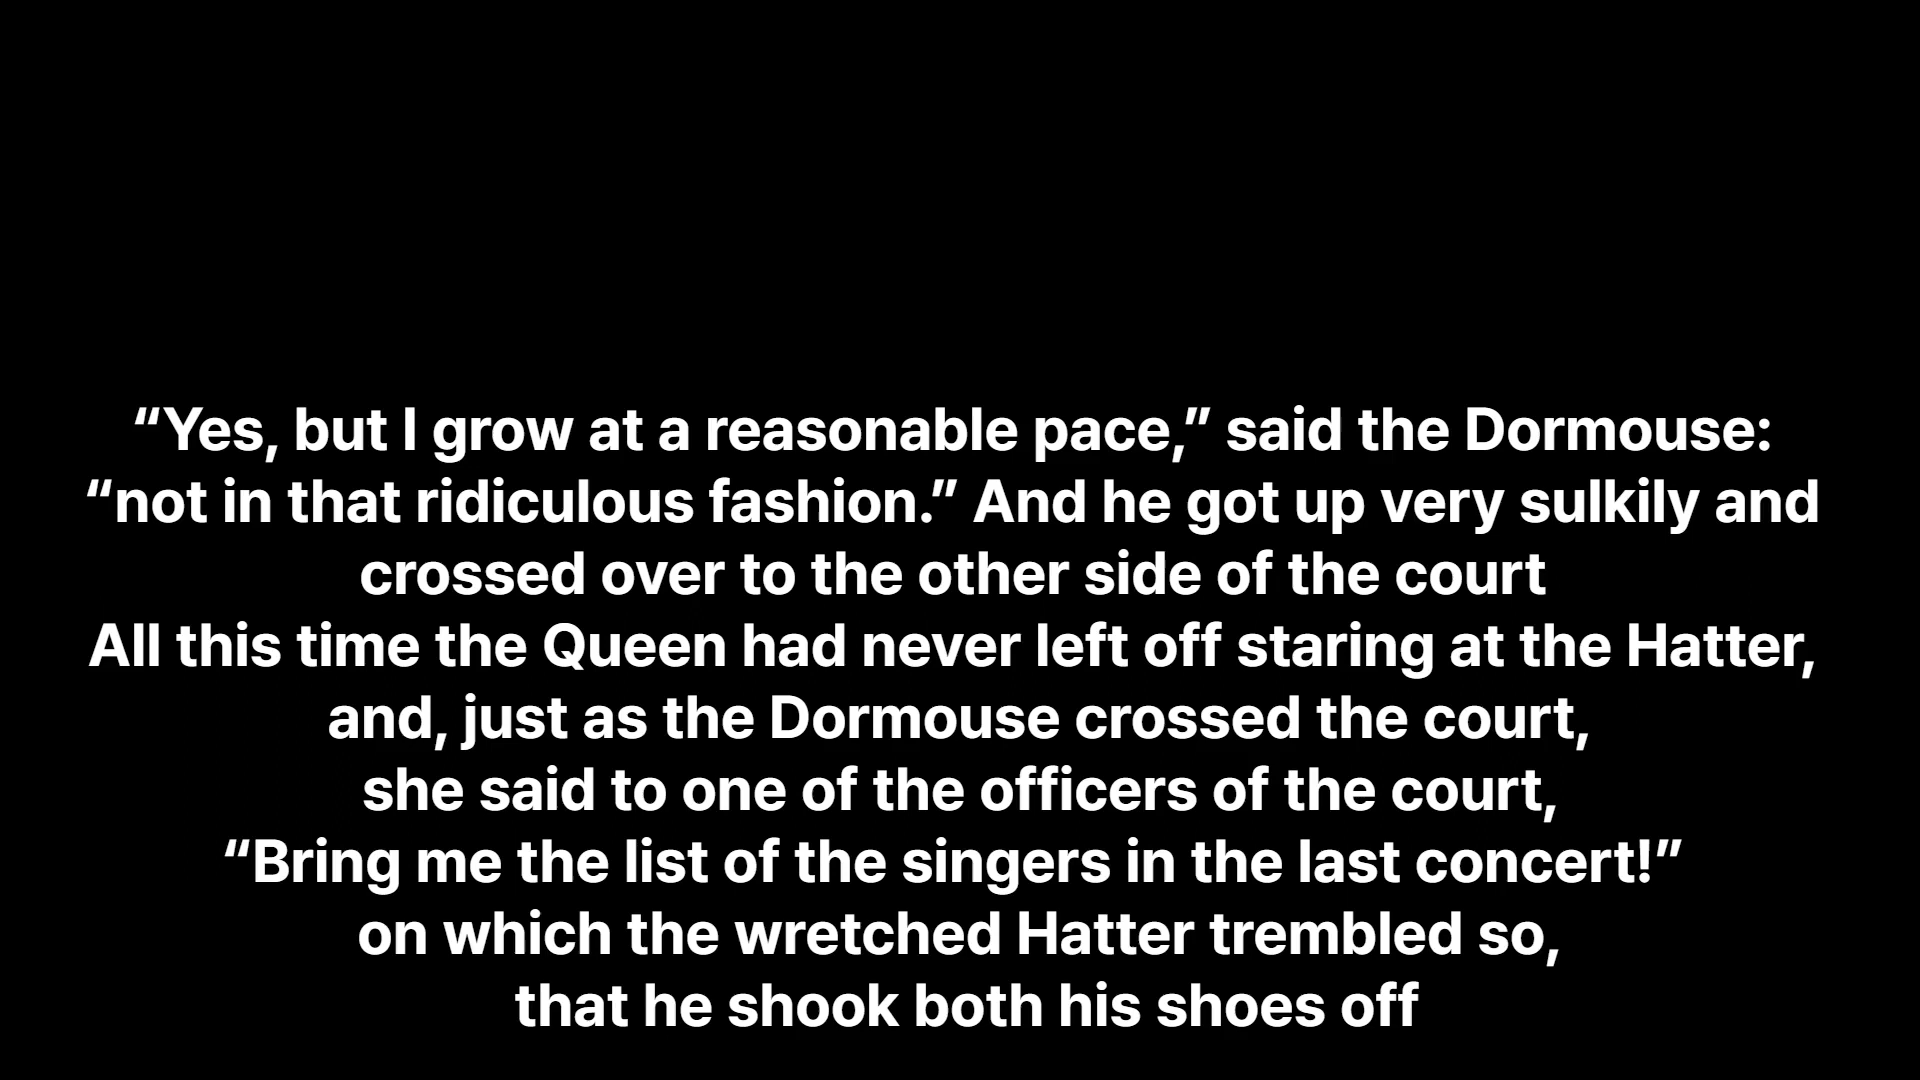 “Yes, but I grow at a reasonable pace,” said the Dormouse:
“not in that ridiculous fashion.” And he got up very sulkily and
crossed over to the other side of the court
All this time the Queen had never left off staring at the Hatter,
and, just as the Dormouse crossed the court,
she said to one of the officers of the court,
“Bring me the list of the singers in the last concert!”
on which the wretched Hatter trembled so,
that he shook both his shoes off